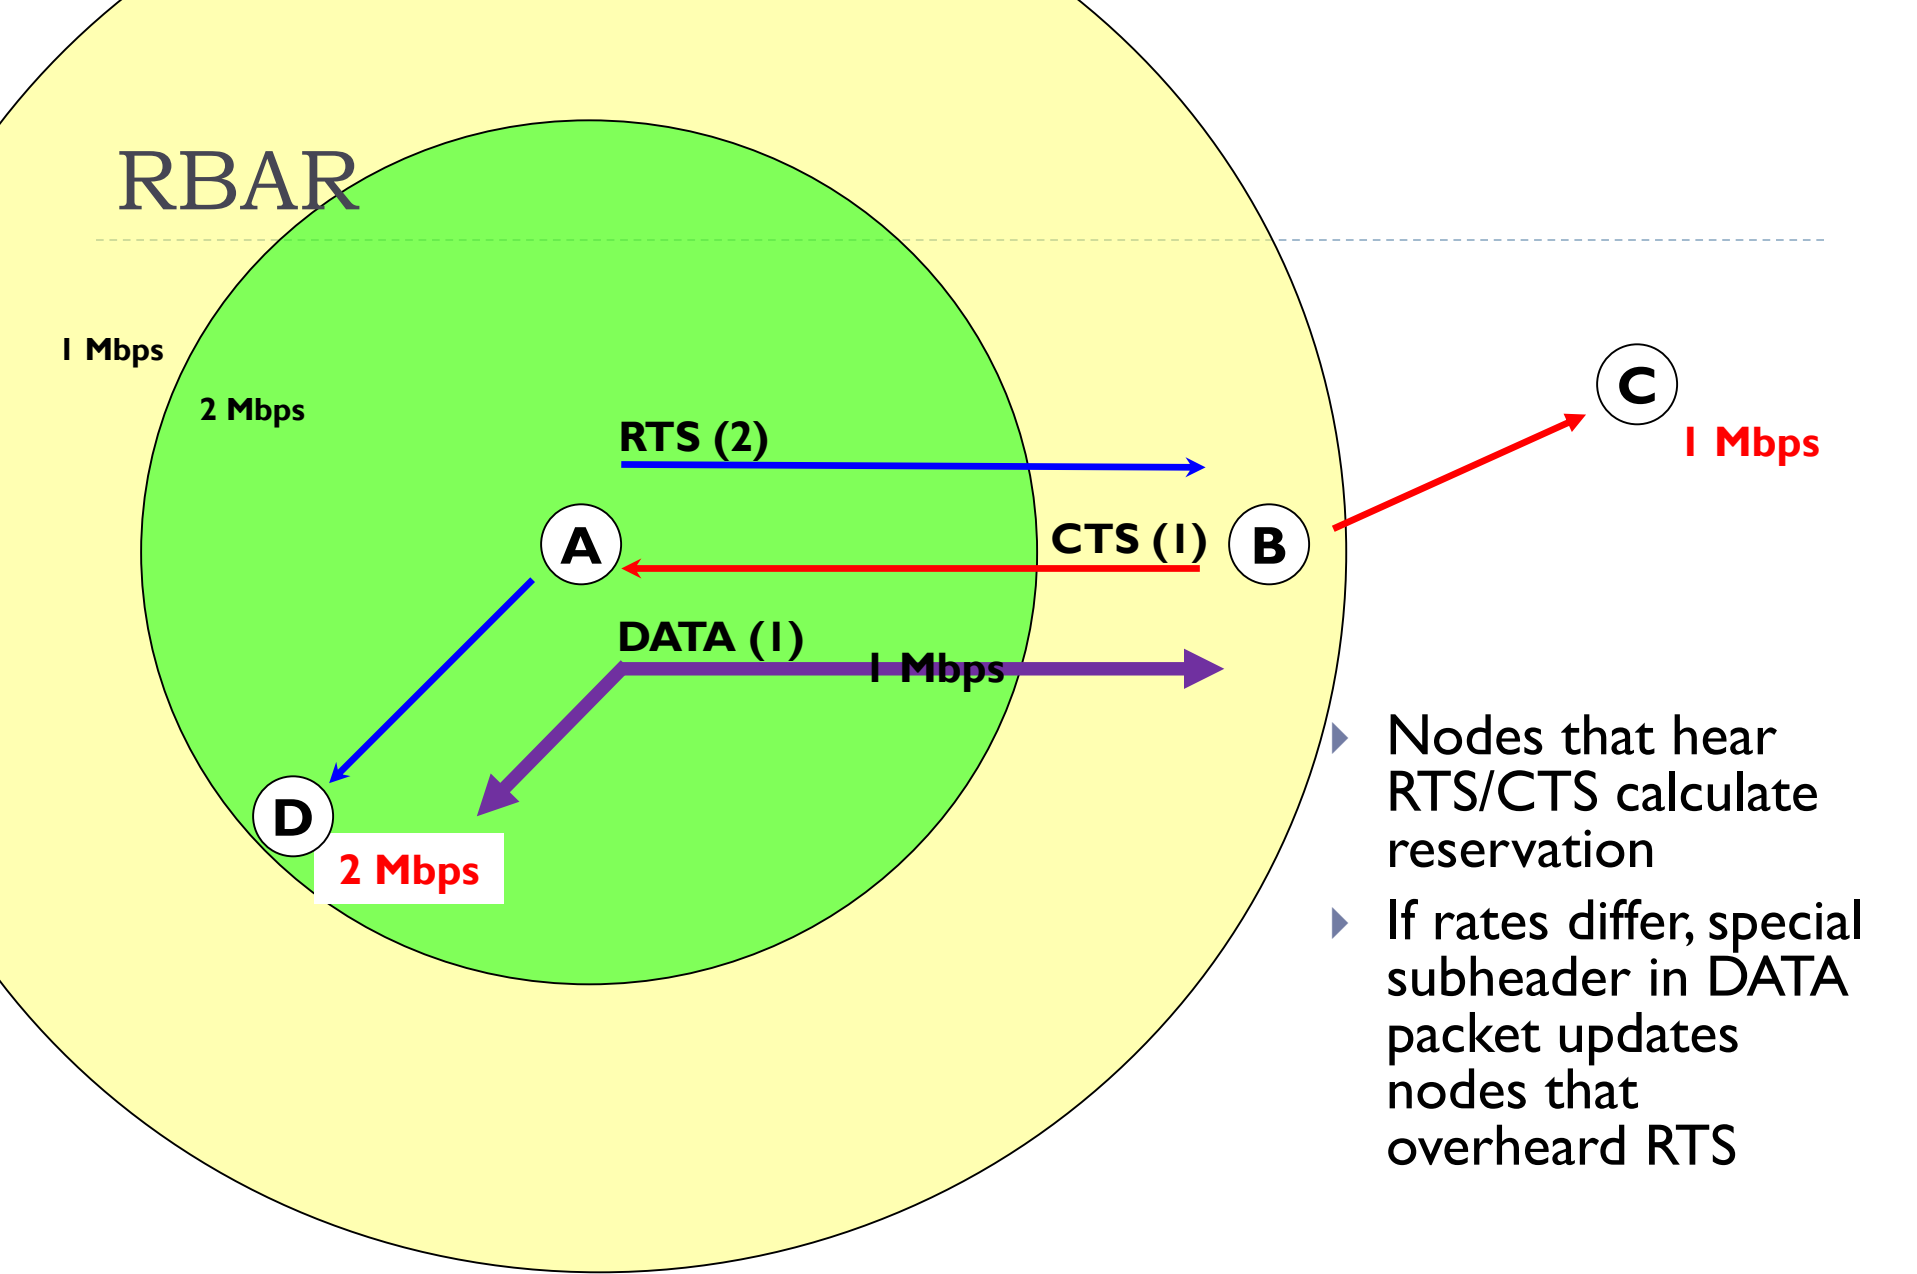 RBAR
1 Mbps
2 Mbps
RTS (2)
C
1 Mbps
A
CTS (1)
B
DATA (1)
1 Mbps
D
2 Mbps
Nodes that hear
RTS/CTS calculate
reservation
If rates differ, special
subheader in DATA
packet updates
nodes that
overheard RTS